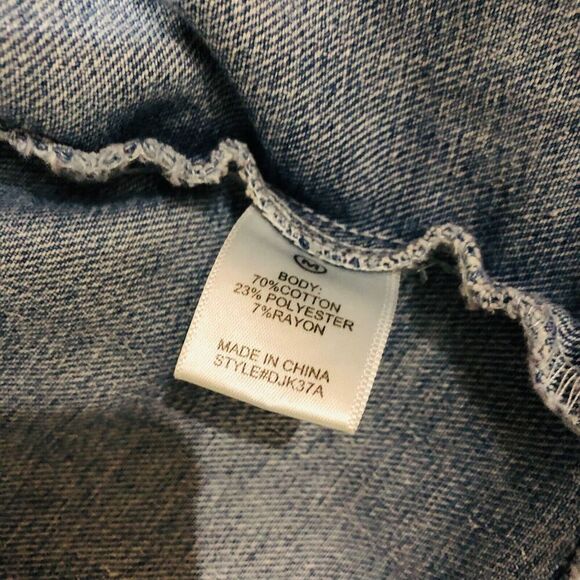 M
BODY:
70%COTTON
23% POLYESTER
7%RAYON
MADE IN CHINA
STYLE#DJK37A